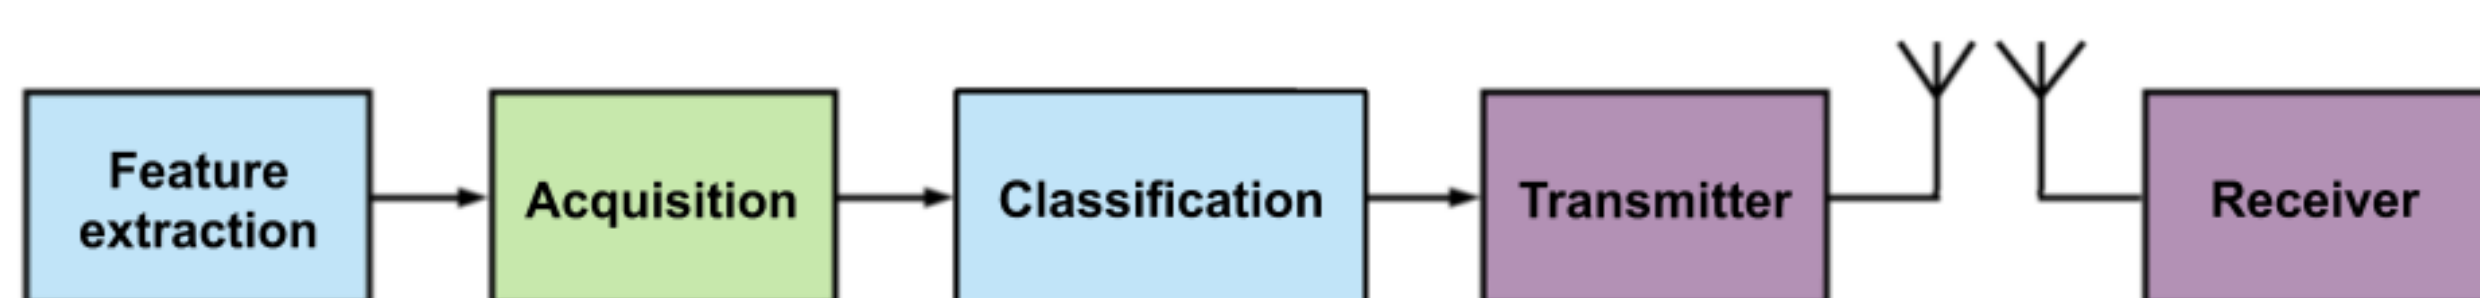 Feature
extraction
Acquisition
Classification
Transmitter
Receiver